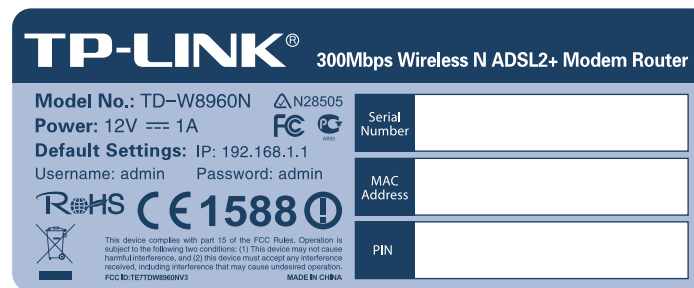 TP-LINK® 300Mbps Wireless N ADSL2+ Modem Router
Model No.: TD-W8960N N28505
Power: 12V ⎓ 1A FC PG
AR50
Default Settings: IP: 192.168.1.1
Username: admin Password: admin
RoHS CE1588
This device complies with part 15 of the FCC Rules. Operation is
subject to the following two conditions: (1) This device may not cause
harmful interference, and (2) this device must accept any interference
received, including interference that may cause undesired operation.
FCC ID:TE7TDW8960NV3 MADE IN CHINA
Serial
Number
MAC
Address
PIN